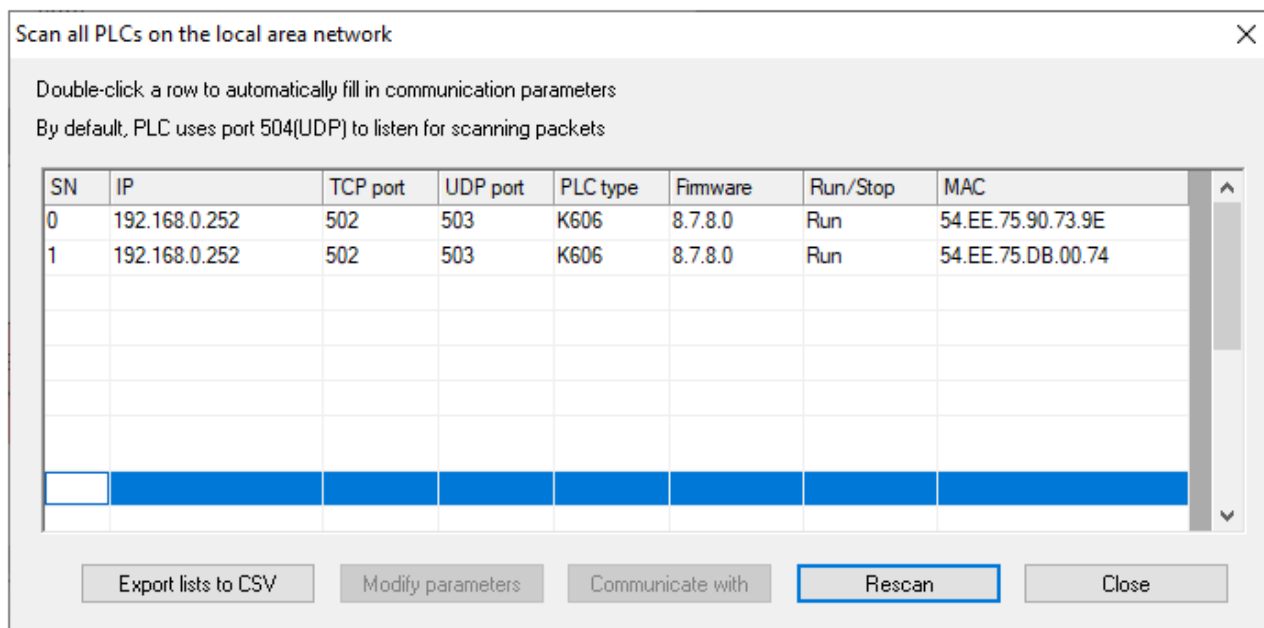 Scan all PLCs on the local area network
Double-click a row to automatically fill in communication parameters
By default, PLC uses port 504(UDP) to listen for scanning packets
SN IP TCP port UDP port PLC type Firmware Run/Stop MAC
0 192.168.0.252 502 503 K606 8.7.8.0 Run 54.EE.75.90.73.9E
1 192.168.0.252 502 503 K606 8.7.8.0 Run 54.EE.75.DB.00.74
Export lists to CSV Modify parameters Communicate with Rescan Close